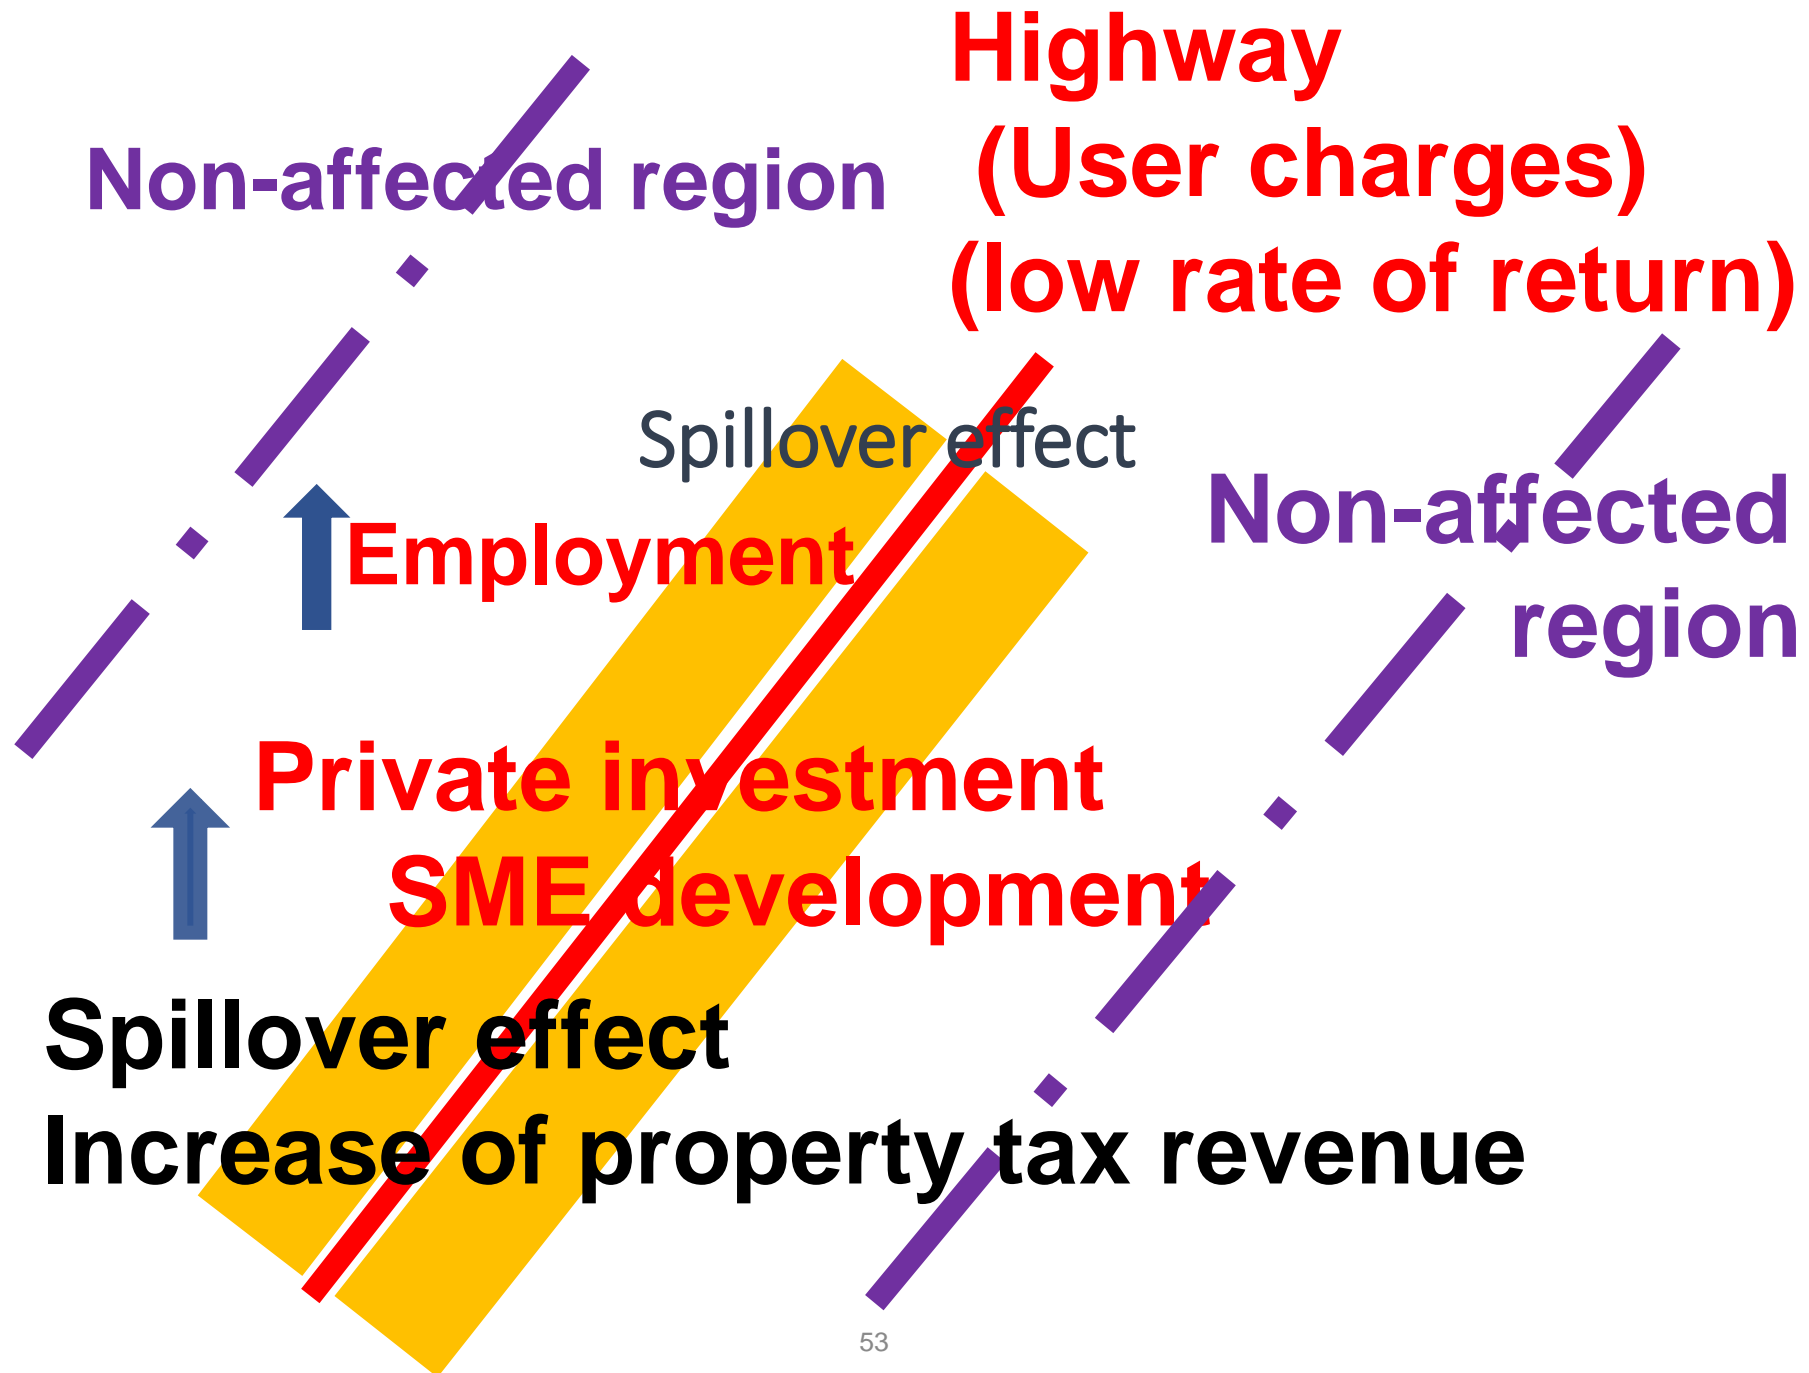 Highway
(User charges)
(low rate of return)
Non-affected region
Spillover effect
Non-affected
region
Employment
Private investment
SME development
Spillover effect
Increase of property tax revenue
53